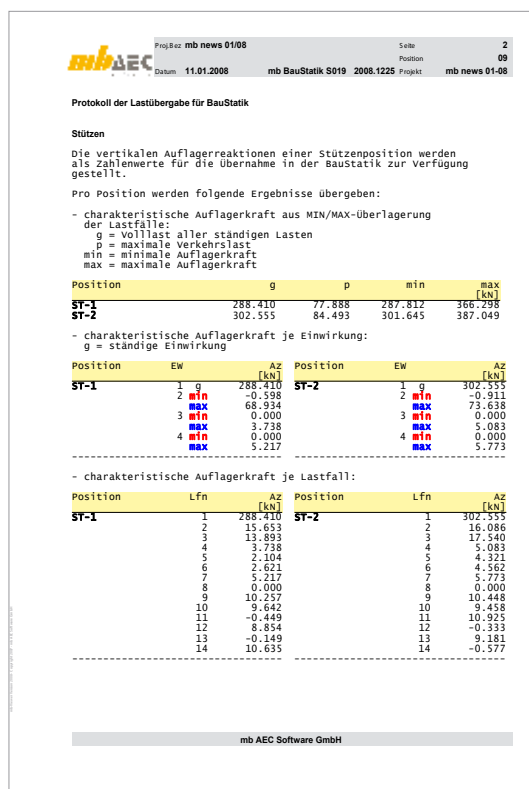 mbAEC
Proj.Bez mb news 01/08 Seite 2
Position 09
Datum 11.01.2008 mb BauStatik S019 2008.1225 Projekt mb news 01-08
Protokoll der Lastübergabe für BauStatik
Stützen
Die vertikalen Auflagerreaktionen einer Stützenposition werden
als Zahlenwerte für die Übernahme in der BauStatik zur Verfügung
gestellt.
Pro Position werden folgende Ergebnisse übergeben:
- charakteristische Auflagerkraft aus MIN/MAX-Überlagerung
der Lastfälle:
g = Volllast aller ständigen Lasten
p = maximale Verkehrslast
min = minimale Auflagerkraft
max = maximale Auflagerkraft
Position g p min max
[kN]
ST-1 288.410 77.888 287.812 366.298
ST-2 302.555 84.493 301.645 387.049
- charakteristische Auflagerkraft je Einwirkung:
g = ständige Einwirkung
Position EW Az Position EW Az
[kN] [kN]
ST-1 1 g 288.410 ST-2 1 g 302.555
2 min -0.598 2 min -0.911
max 68.934 max 73.638
3 min 0.000 3 min 0.000
max 3.738 max 5.083
4 min 0.000 4 min 0.000
max 5.217 max 5.773
- charakteristische Auflagerkraft je Lastfall:
Position Lfn Az Position Lfn Az
[kN] [kN]
ST-1 1 288.410 ST-2 1 302.555
2 15.653 2 16.086
3 13.893 3 17.540
4 3.738 4 5.083
5 2.104 5 4.321
6 2.621 6 4.562
7 5.217 7 5.773
8 0.000 8 0.000
9 10.257 9 10.448
10 9.642 10 9.458
11 -0.449 11 10.925
12 8.854 12 -0.333
13 -0.149 13 9.181
14 10.635 14 -0.577
mb AEC Software GmbH